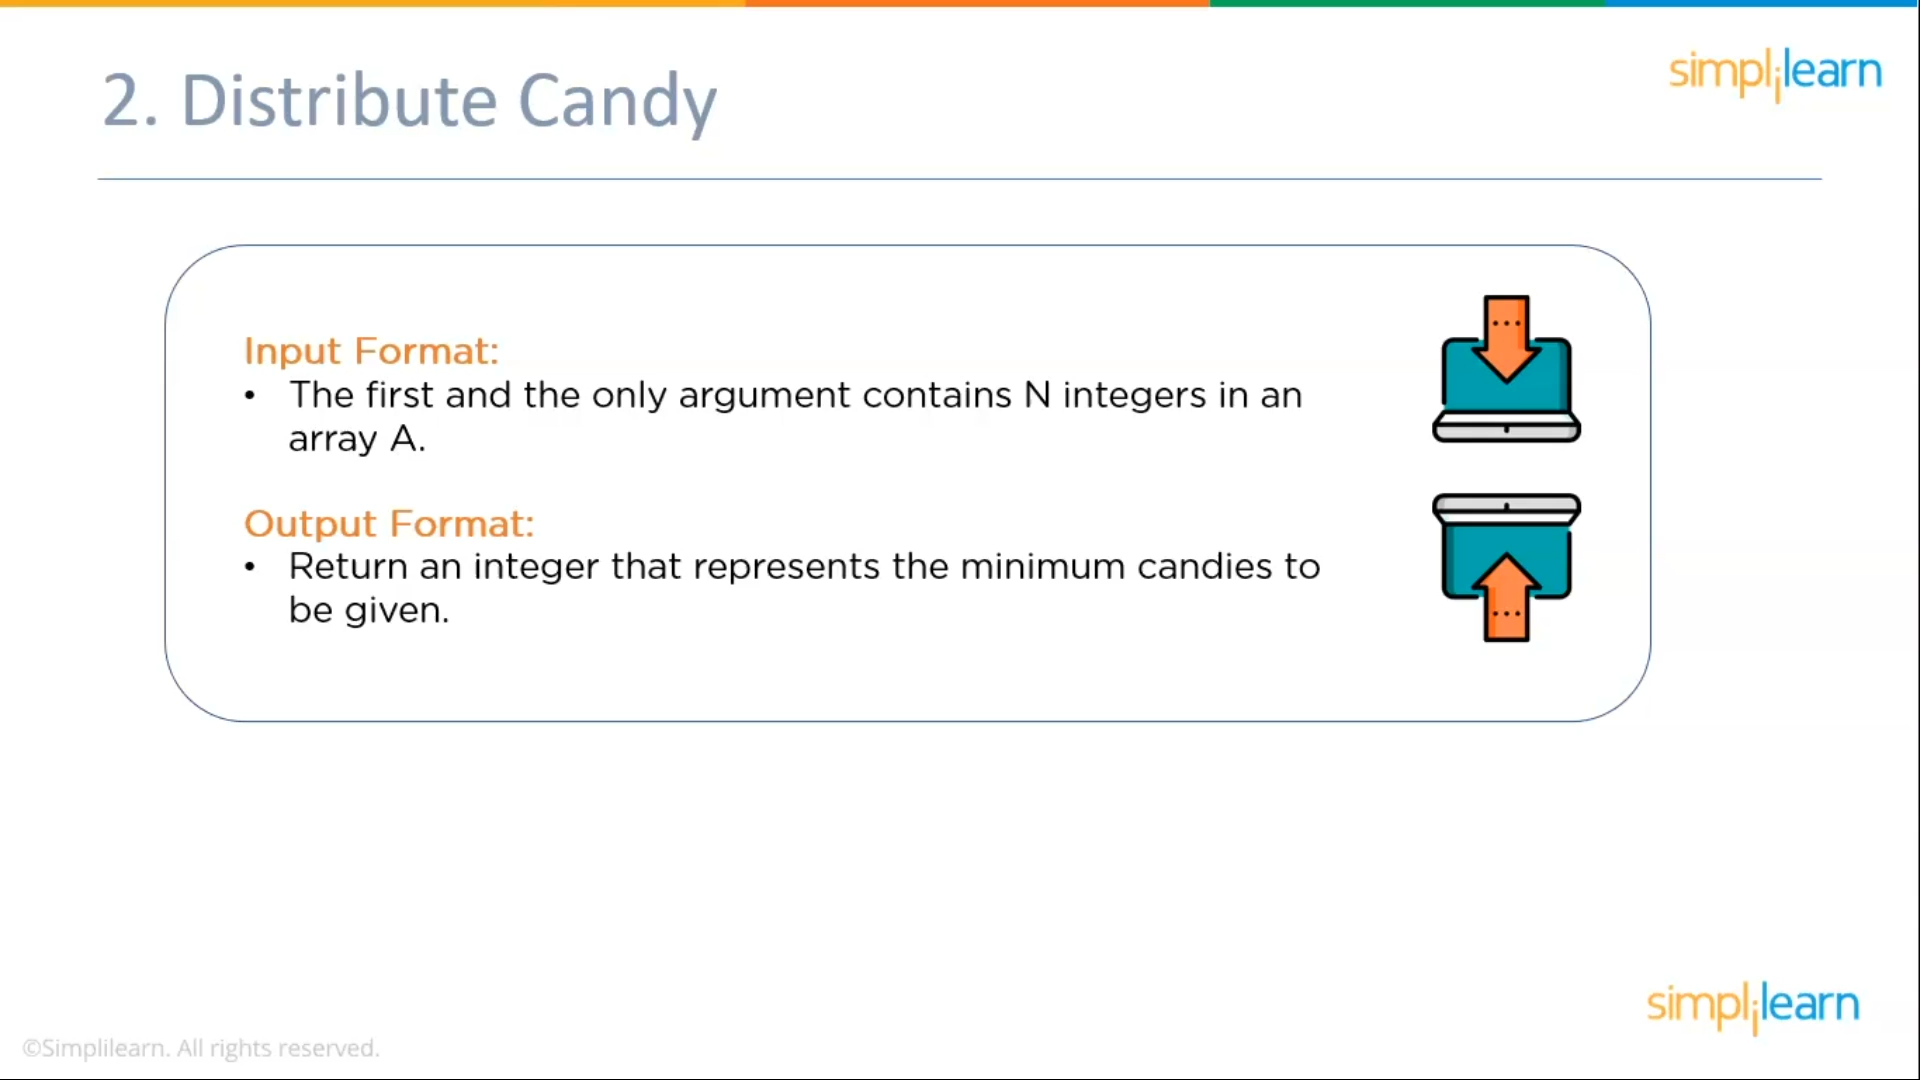 2. Distribute Candy
simplilearn
Input Format:
• The first and the only argument contains N integers in an
array A.
Output Format:
• Return an integer that represents the minimum candies to
be given.
simplilearn
©Simplilearn. All rights reserved.